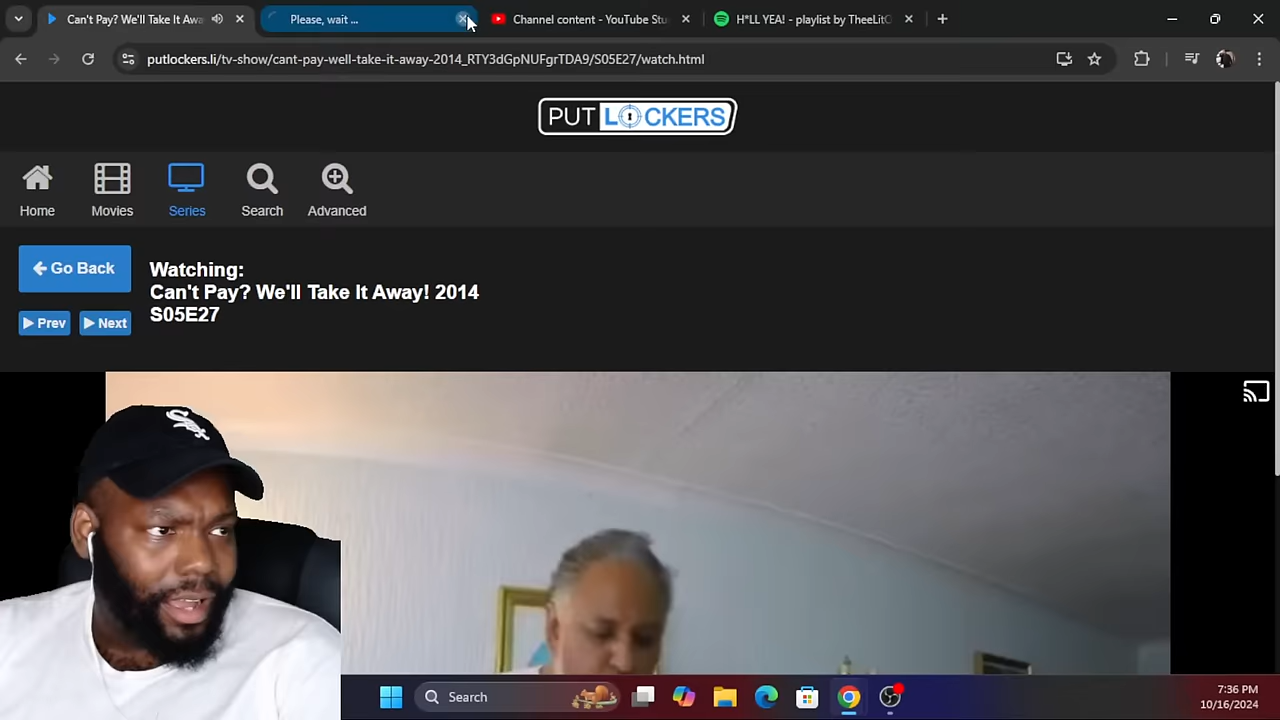 Can't Pay? We'll Take It Awa
Please, wait ...
Channel content - YouTube Stu
H*LL YEA! - playlist by TheeLitO
putlockers.li/tv-show/cant-pay-well-take-it-away-2014_RTY3dGpNUFgrTDA9/S05E27/watch.html
PUT LOCKERS
Home
Movies
Series
Search
Advanced
Go Back
Watching:
Can't Pay? We'll Take It Away! 2014
S05E27
Prev
Next
Search
7:36 PM
10/16/2024